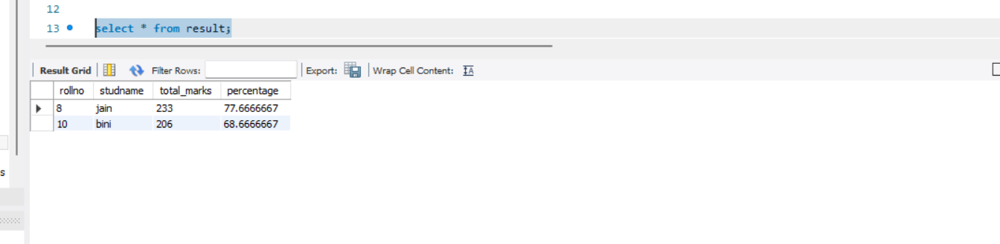 12
13 select * from result;
Result Grid Filter Rows: Export: Wrap Cell Content: IA
rollno studname total_marks percentage
8 jain 233 77.6666667
10 bini 206 68.6666667
s